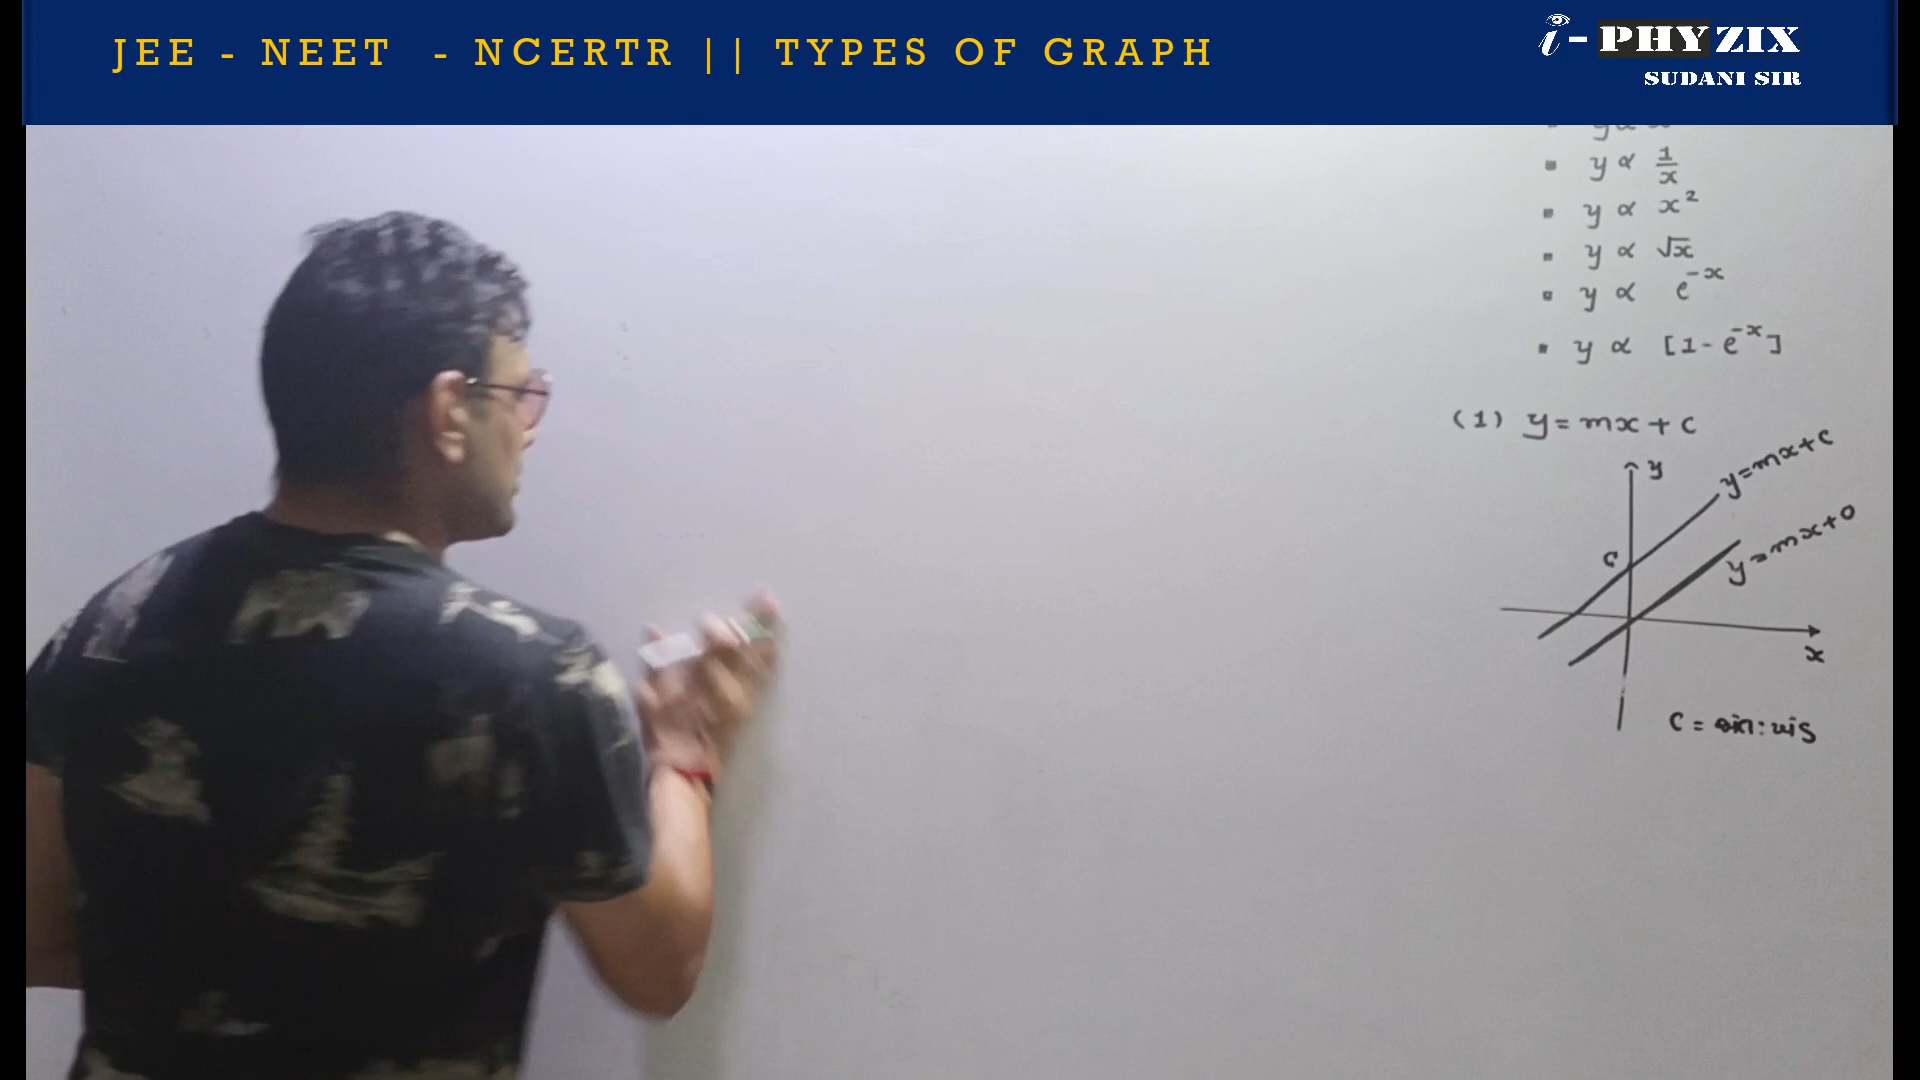 JEE - NEET - NCERTR || TYPES OF GRAPH
i-PHYZIX
SUDANI SIR
y ∝ 1/x
y ∝ x²
y ∝ √x
y ∝ e⁻ˣ
y ∝ [1-e⁻ˣ]
(1) y = mx + c
y
y=mx+c
y=mx+0
c
x